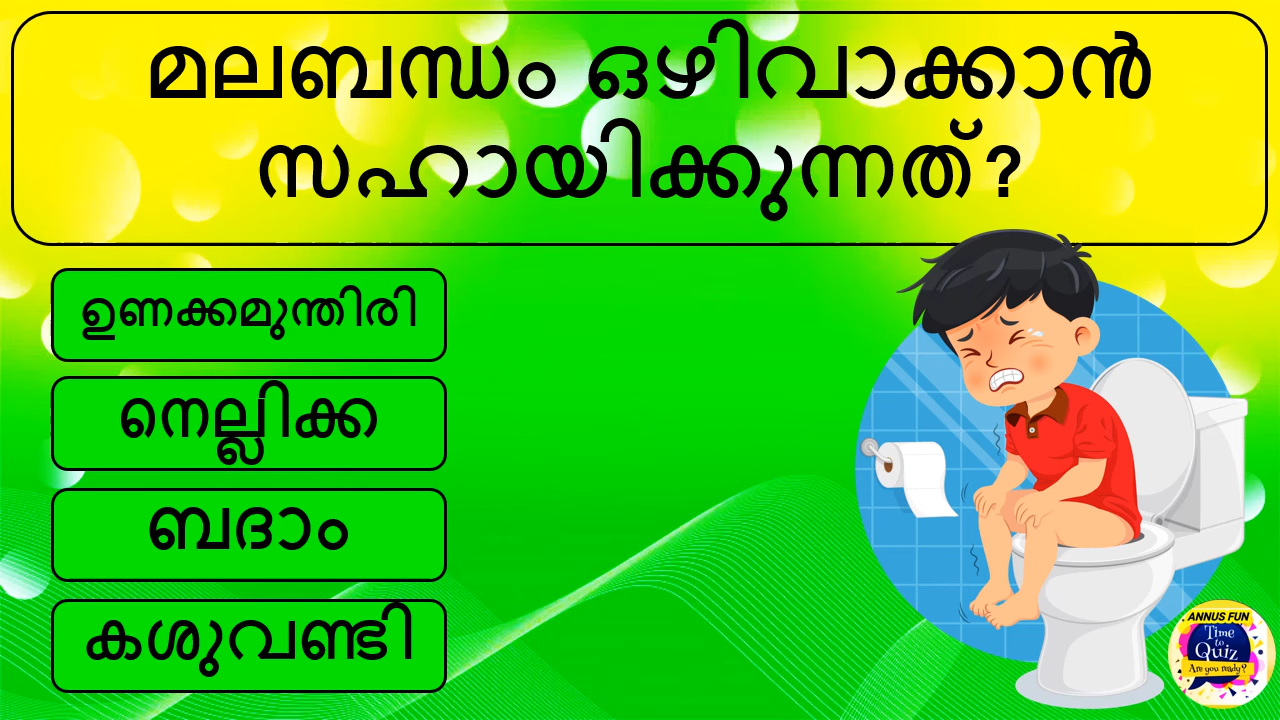 മലബന്ധം ഒഴിവാക്കാൻ
സഹായിക്കുന്നത്?
ഉണക്കമുന്തിരി
നെല്ലിക്ക
ബദാം
കശുവണ്ടി
ANNUS FUN
Time
to
Quiz
Are you ready?